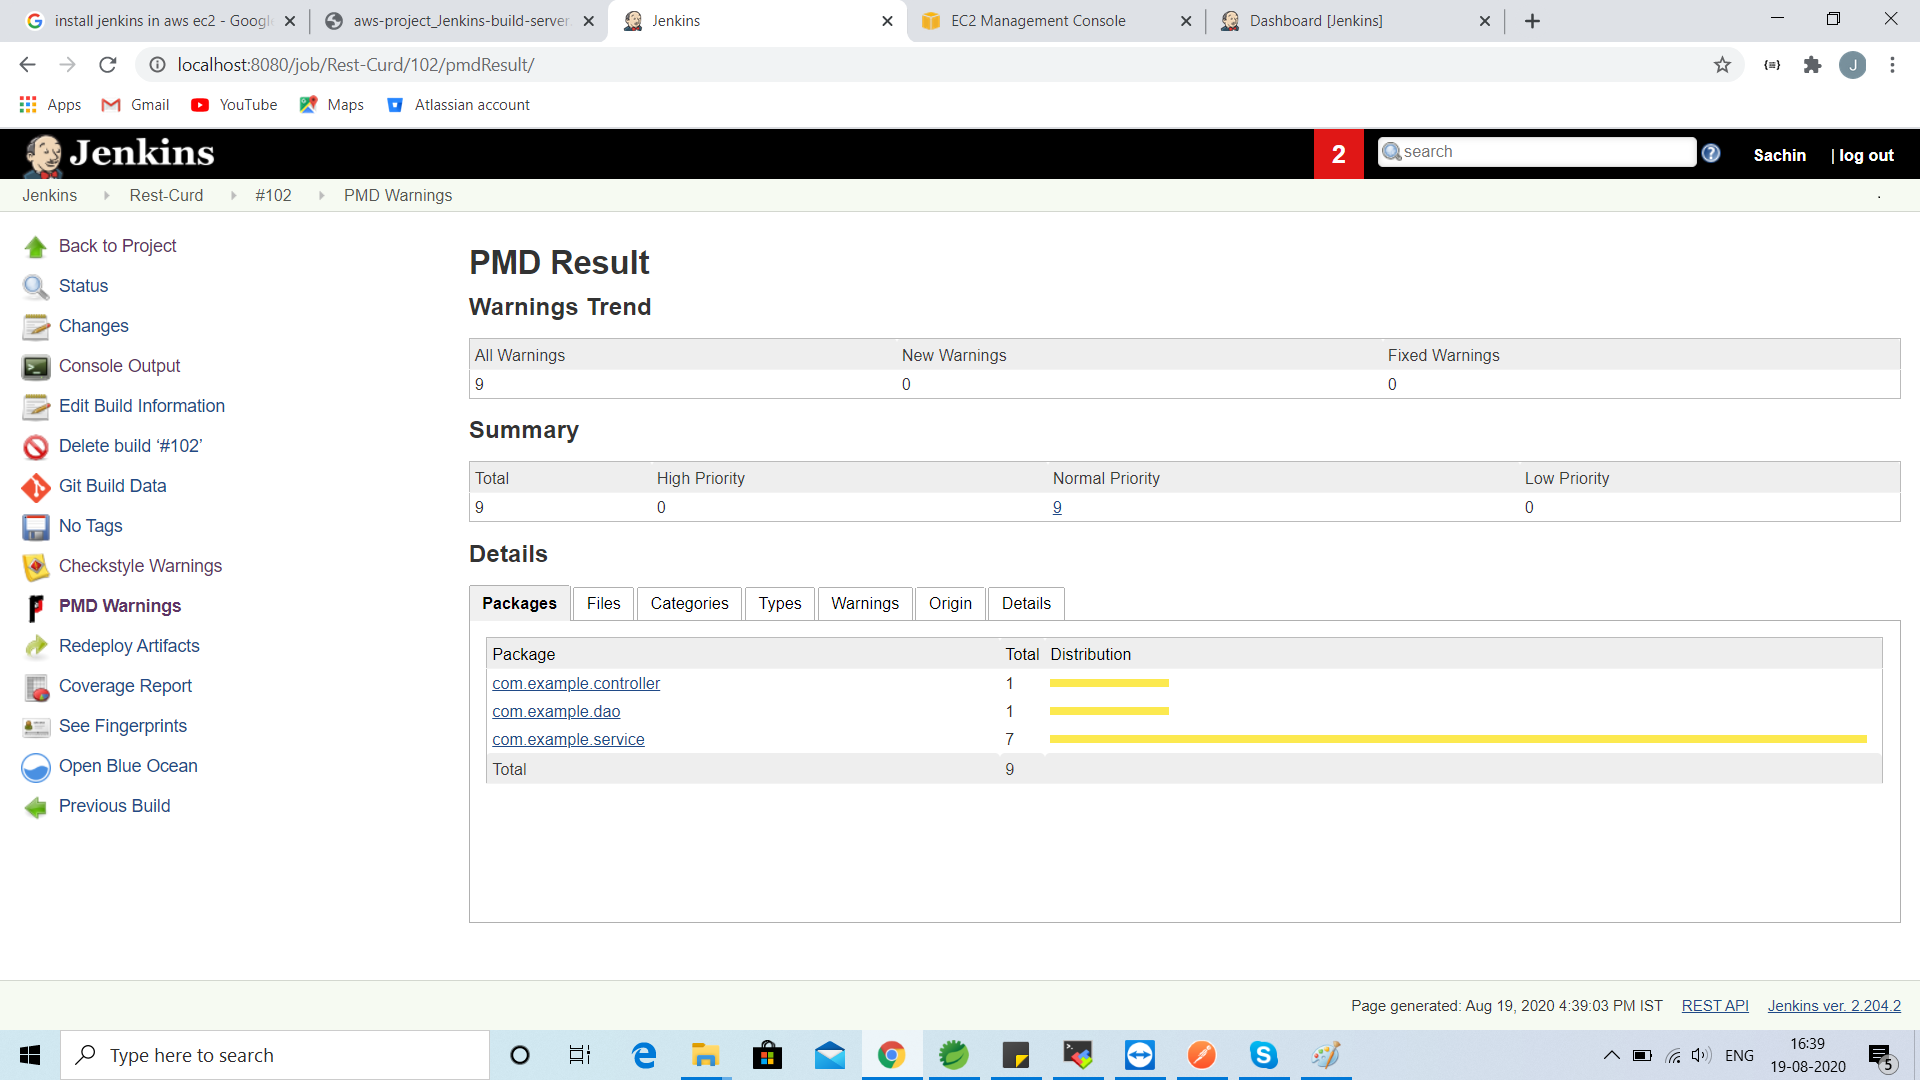 install jenkins in aws ec2 - Google
aws-project_Jenkins-build-server
Jenkins
EC2 Management Console
Dashboard [Jenkins]
localhost:8080/job/Rest-Curd/102/pmdResult/
J
Apps
Gmail
YouTube
Maps
Atlassian account
Jenkins
2
search
Sachin
| log out
Jenkins
Rest-Curd
#102
PMD Warnings
Back to Project
Status
Changes
Console Output
Edit Build Information
Delete build ‘#102’
Git Build Data
No Tags
Checkstyle Warnings
PMD Warnings
Redeploy Artifacts
Coverage Report
See Fingerprints
Open Blue Ocean
Previous Build
PMD Result
Warnings Trend
All Warnings New Warnings Fixed Warnings
9 0 0
Summary
Total High Priority Normal Priority Low Priority
9 0 9 0
Details
Packages Files Categories Types Warnings Origin Details
Package Total Distribution
com.example.controller 1
com.example.dao 1
com.example.service 7
Total 9
Page generated: Aug 19, 2020 4:39:03 PM IST REST API Jenkins ver. 2.204.2
Type here to search
ENG
16:39
19-08-2020
5